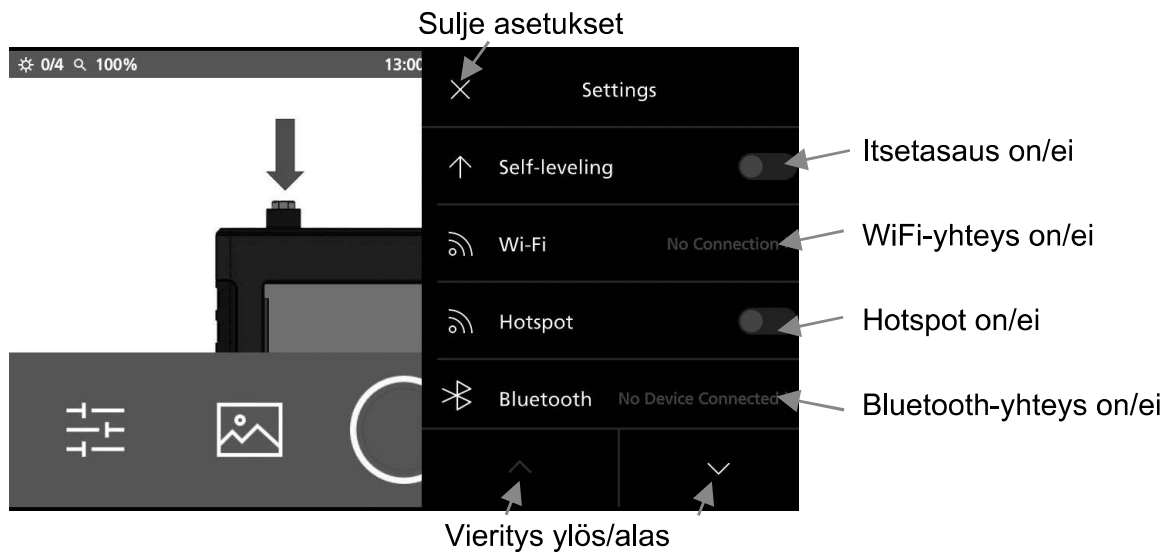 Sulje asetukset
0/4 100% 13:00
Settings
Self-leveling
Itsetasaus on/ei
Wi-Fi No Connection
WiFi-yhteys on/ei
Hotspot
Hotspot on/ei
Bluetooth No Device Connected
Bluetooth-yhteys on/ei
Vieritys ylös/alas